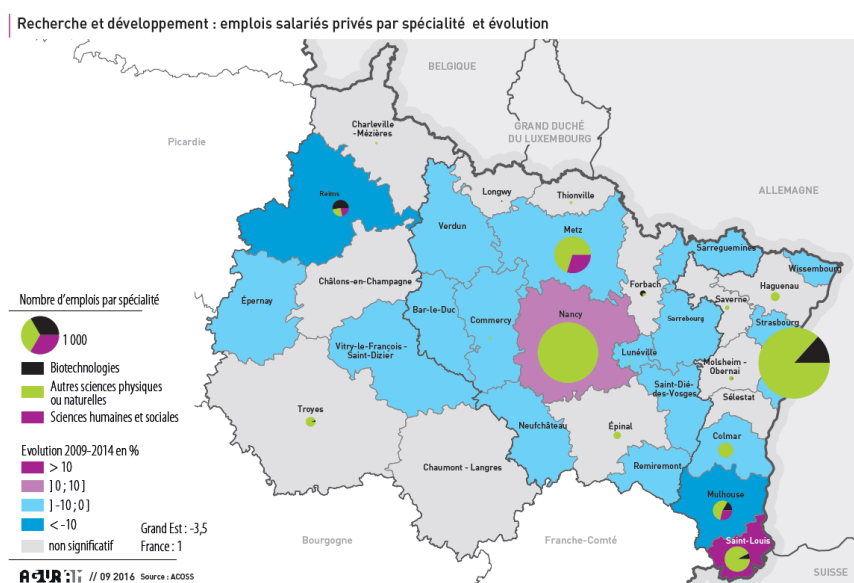 Recherche et développement : emplois salariés privés par spécialité et évolution
BELGIQUE
Charleville
-Mézières
GRAND DUCHÉ
DU LUXEMBOURG
Picardie
ALLEMAGNE
Reims
Longwy
Thionville
Verdun
Metz
Sarreguemines
Wissembourg
Châlons-en-Champagne
Forbach
Haguenau
Épernay
Saverne
Bar-le-Duc
Commercy
Nancy
Sarrebourg
Strasbourg
Vitry-le-François -
Saint-Dizier
Lunéville
Molsheim -
Obernai
Saint-Dié-
des-Vosges
Sélestat
Troyes
Neufchâteau
Épinal
Colmar
Chaumont - Langres
Remiremont
Mulhouse
Saint-Louis
Bourgogne
Franche-Comté
SUISSE
Nombre d'emplois par spécialité
1 000
Biotechnologies
Autres sciences physiques
ou naturelles
Sciences humaines et sociales
Evolution 2009-2014 en %
> 10
] 0 ; 10 ]
] -10 ; 0 ]
< -10
non significatif
Grand Est : -3,5
France : 1
// 09 2016 Source : ACOSS